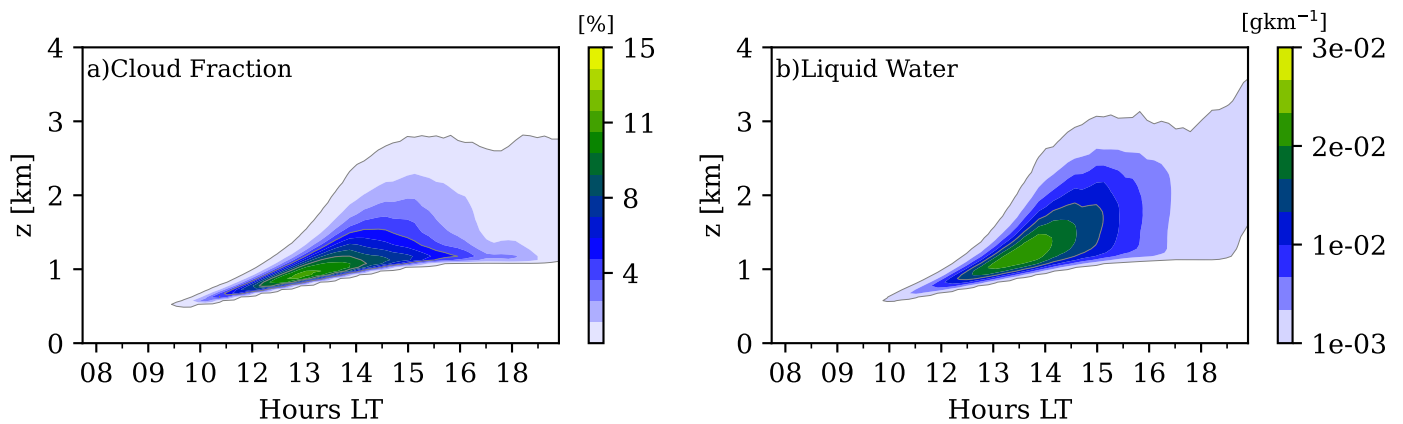 [%]
[gkm⁻¹]
a)Cloud Fraction
b)Liquid Water
4
3
2
1
0
z [km]
08 09 10 12 13 14 15 16 18
Hours LT
15
11
8
4
4
3
2
1
0
z [km]
08 09 10 12 13 14 15 16 18
Hours LT
3e-02
2e-02
1e-02
1e-03